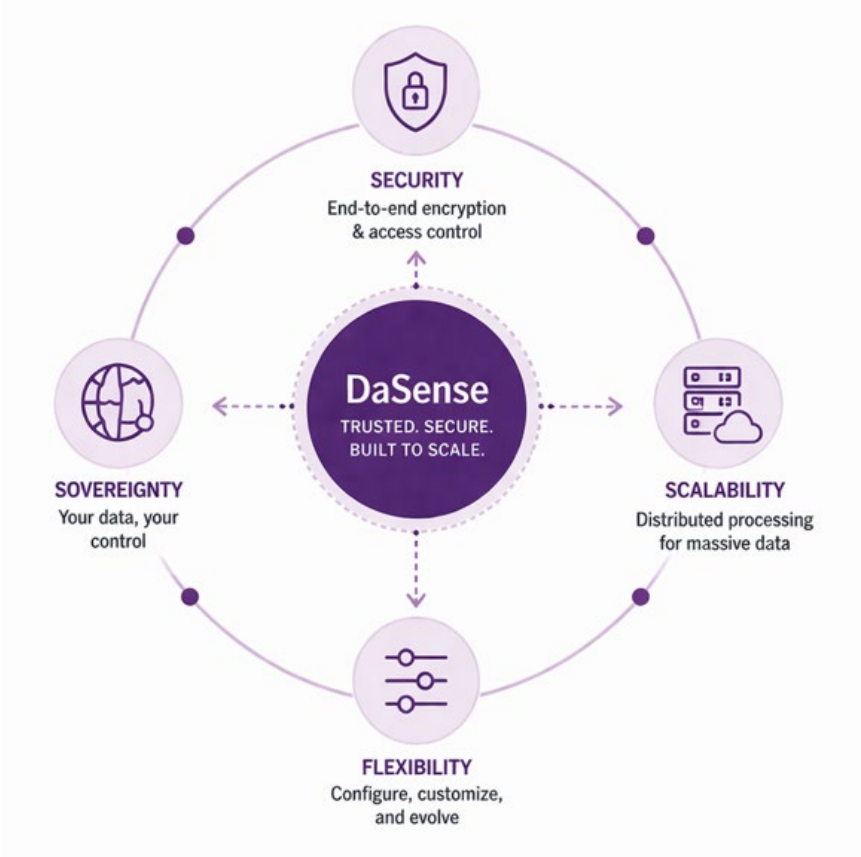 SECURITY
End-to-end encryption
& access control
DaSense
TRUSTED. SECURE.
BUILT TO SCALE.
SOVEREIGNTY
Your data, your
control
SCALABILITY
Distributed processing
for massive data
FLEXIBILITY
Configure, customize,
and evolve